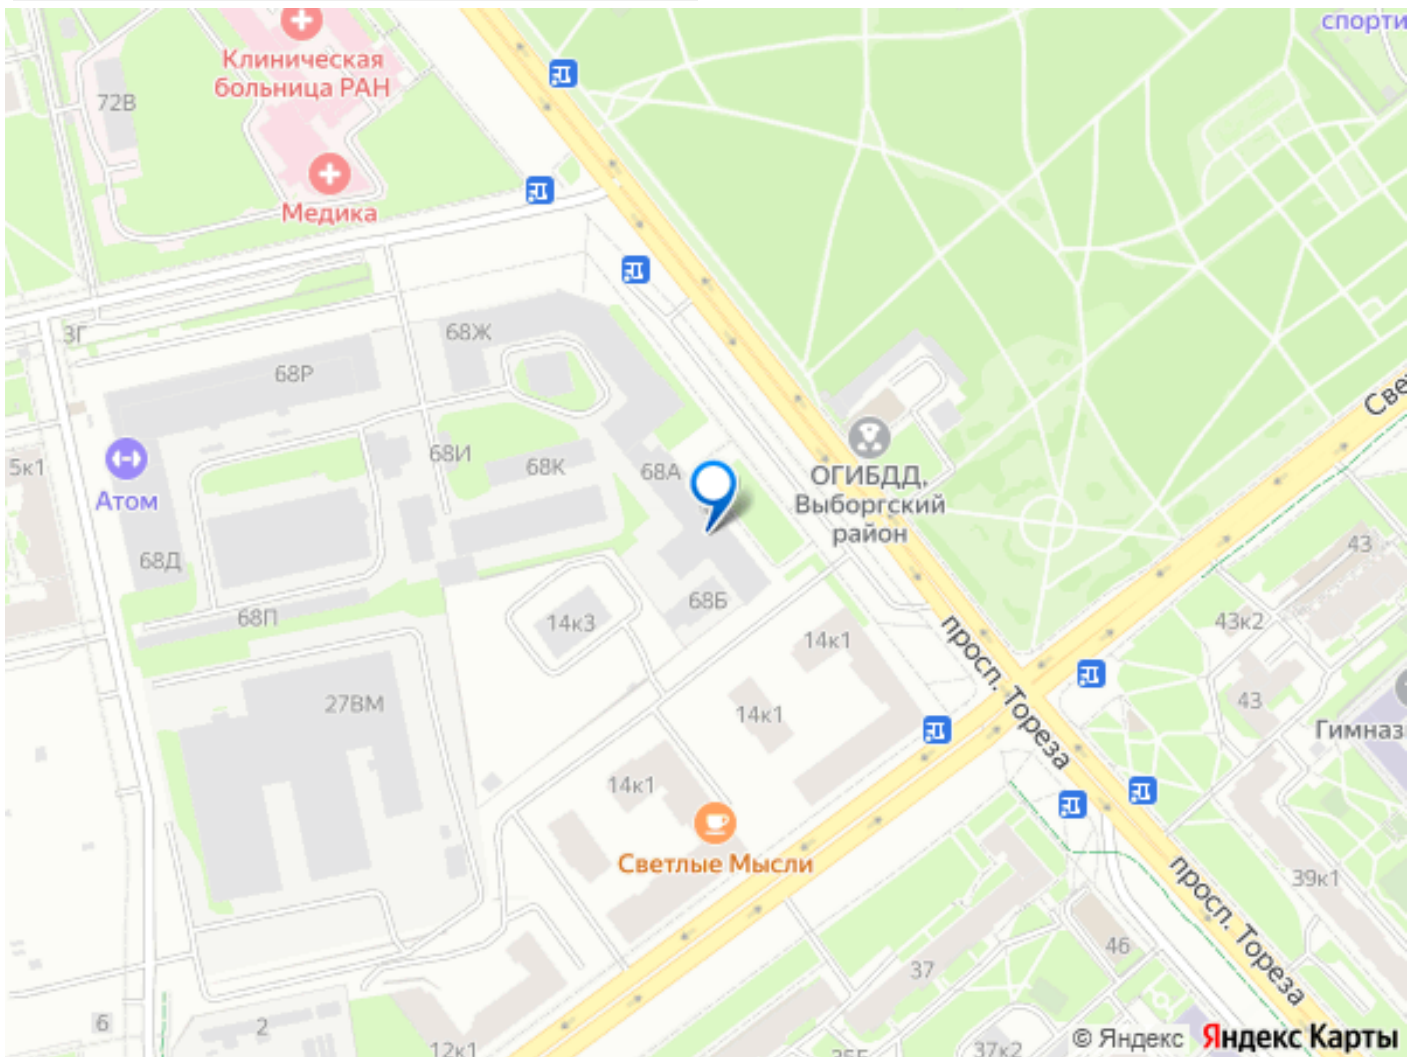 спорти
Клиническая
больница РАН
72В
Медика
3Г
68Ж
68Р
Све
5к1
68И
68К
68А
Атом
ОГИБДД,
Выборгский
район
68Д
43
68Б
68П
14к3
43к2
14к1
просп. Тореза
27ВМ
14к1
43
Гимназ
14к1
Светлые Мысли
39к1
просп. Тореза
46
37
6
2
12к1
35Б
37к2
© Яндекс
Яндекс Карты